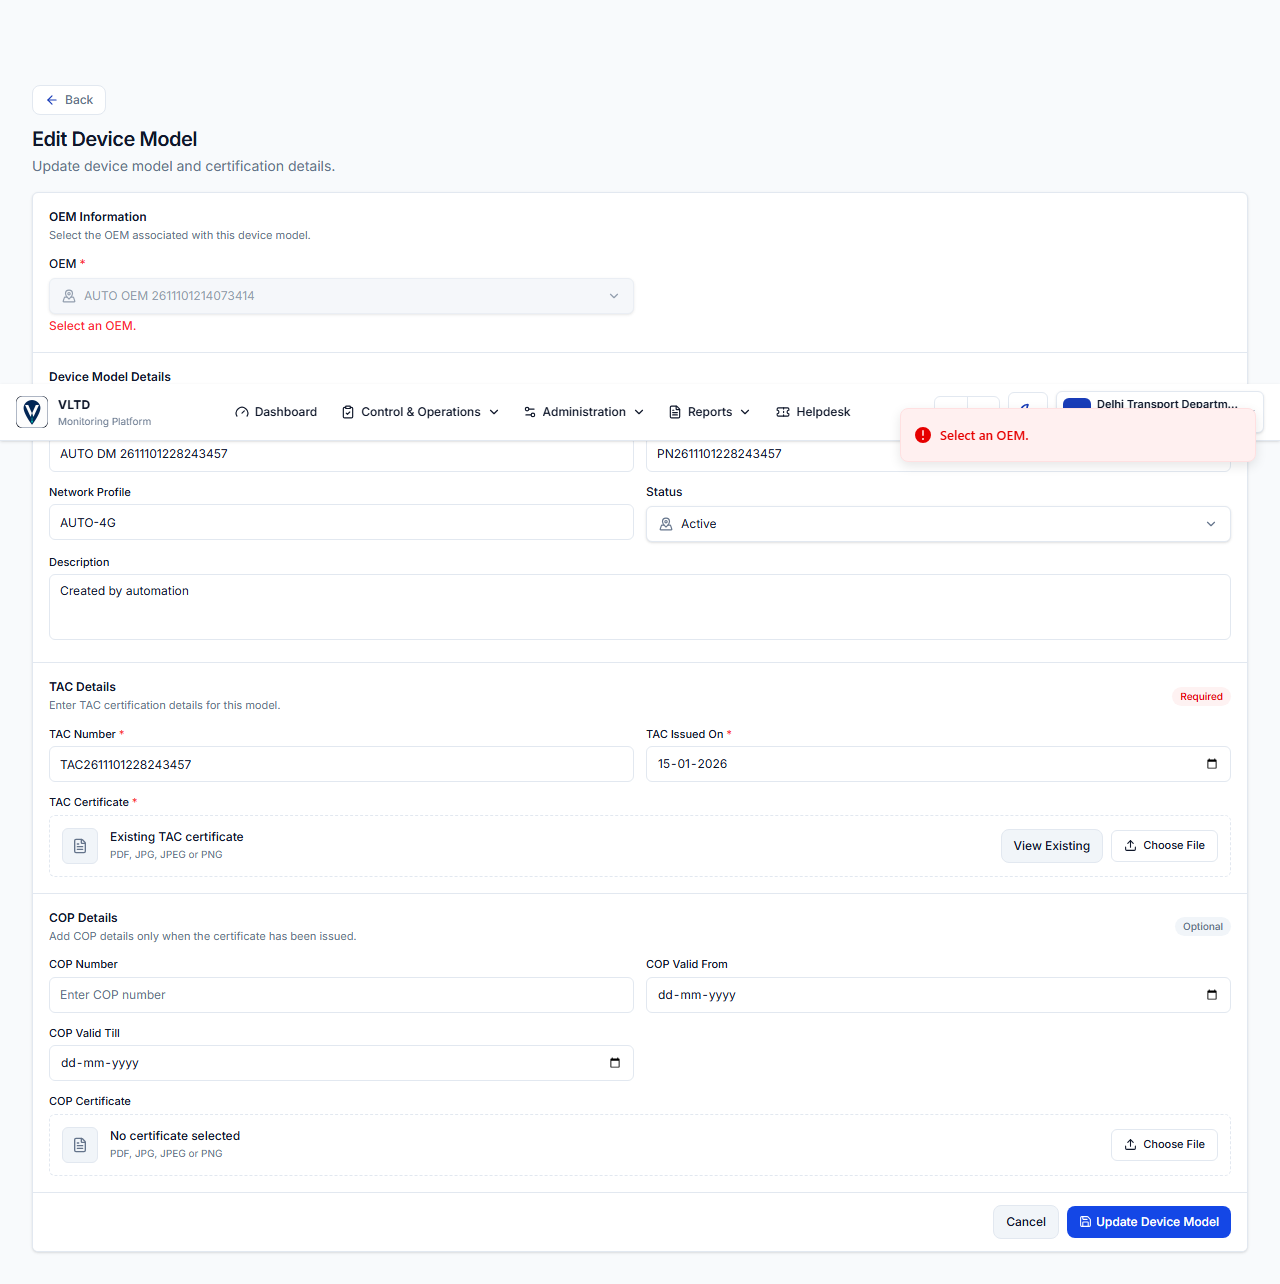 Back
Edit Device Model
Update device model and certification details.
OEM Information
Select the OEM associated with this device model.
OEM *
AUTO OEM 2611101214073414
Select an OEM.
Device Model Details
VLTD
Monitoring Platform
Dashboard
Control & Operations
Administration
Reports
Helpdesk
Delhi Transport Departm...
Select an OEM.
AUTO DM 2611101228243457
PN2611101228243457
Network Profile
Status
AUTO-4G
Active
Description
Created by automation
TAC Details
Enter TAC certification details for this model.
Required
TAC Number *
TAC Issued On *
TAC2611101228243457
15-01-2026
TAC Certificate *
Existing TAC certificate
PDF, JPG, JPEG or PNG
View Existing
Choose File
COP Details
Add COP details only when the certificate has been issued.
Optional
COP Number
COP Valid From
Enter COP number
dd-mm-yyyy
COP Valid Till
dd-mm-yyyy
COP Certificate
No certificate selected
PDF, JPG, JPEG or PNG
Choose File
Cancel
Update Device Model